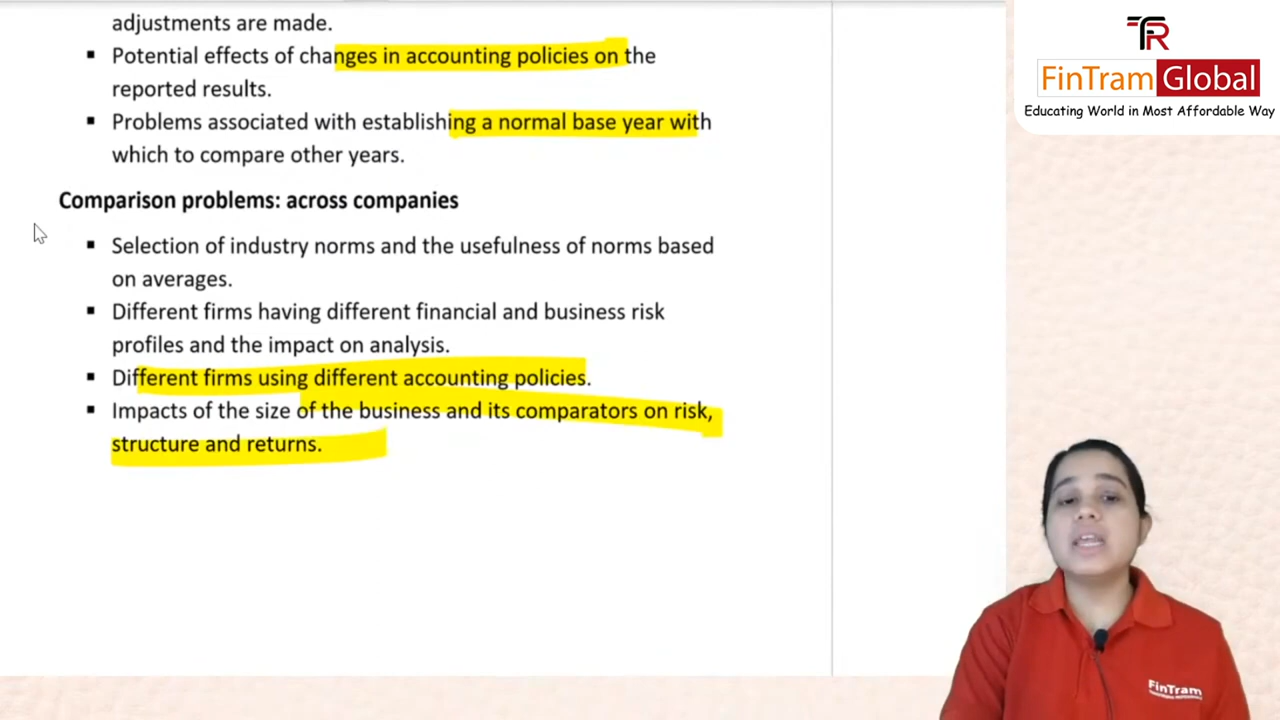 adjustments are made.
▪ Potential effects of changes in accounting policies on the
reported results.
▪ Problems associated with establishing a normal base year with
which to compare other years.
Comparison problems: across companies
▪ Selection of industry norms and the usefulness of norms based
on averages.
▪ Different firms having different financial and business risk
profiles and the impact on analysis.
▪ Different firms using different accounting policies.
▪ Impacts of the size of the business and its comparators on risk,
structure and returns.
FinTram Global
Educating World in Most Affordable Way
FinTram